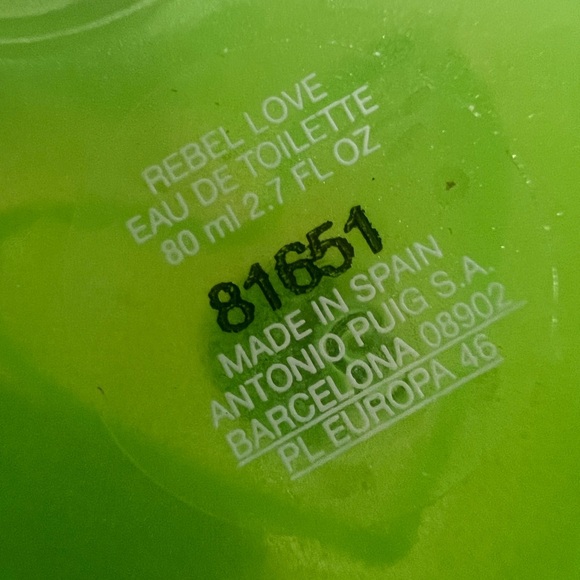 REBEL LOVE
EAU DE TOILETTE
80 ml 2.7 FL OZ
81651
MADE IN SPAIN
ANTONIO PUIG S.A.
BARCELONA 08902
PL EUROPA 46